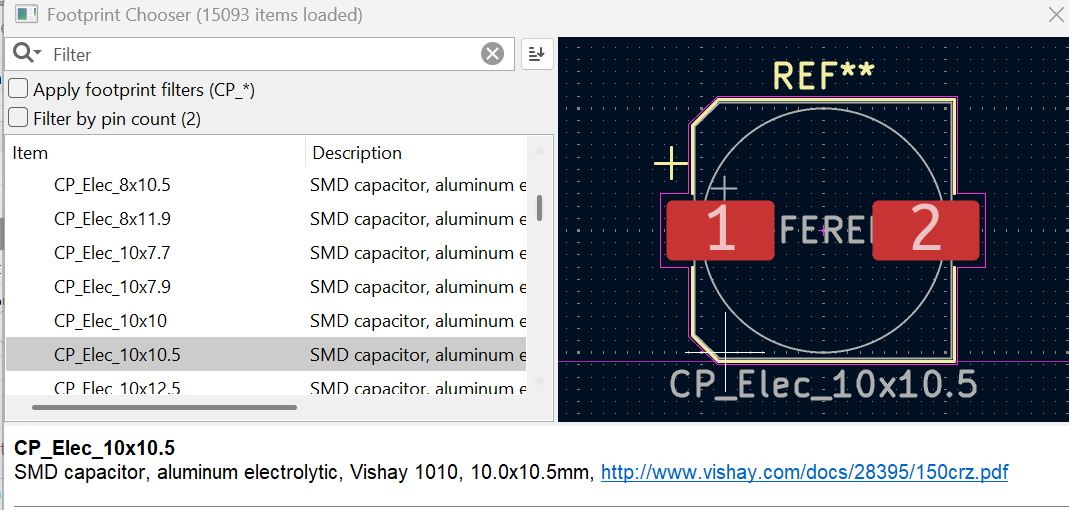 Footprint Chooser (15093 items loaded)
Filter
Apply footprint filters (CP_*)
Filter by pin count (2)
Item Description
CP_Elec_8x10.5 SMD capacitor, aluminum e
CP_Elec_8x11.9 SMD capacitor, aluminum e
CP_Elec_10x7.7 SMD capacitor, aluminum e
CP_Elec_10x7.9 SMD capacitor, aluminum e
CP_Elec_10x10 SMD capacitor, aluminum e
CP_Elec_10x10.5 SMD capacitor, aluminum e
CP_Elec_10x12.5 SMD capacitor, aluminum e
REF**
+
+
1 FEREI 2
CP_Elec_10x10.5
CP_Elec_10x10.5
SMD capacitor, aluminum electrolytic, Vishay 1010, 10.0x10.5mm, http://www.vishay.com/docs/28395/150crz.pdf